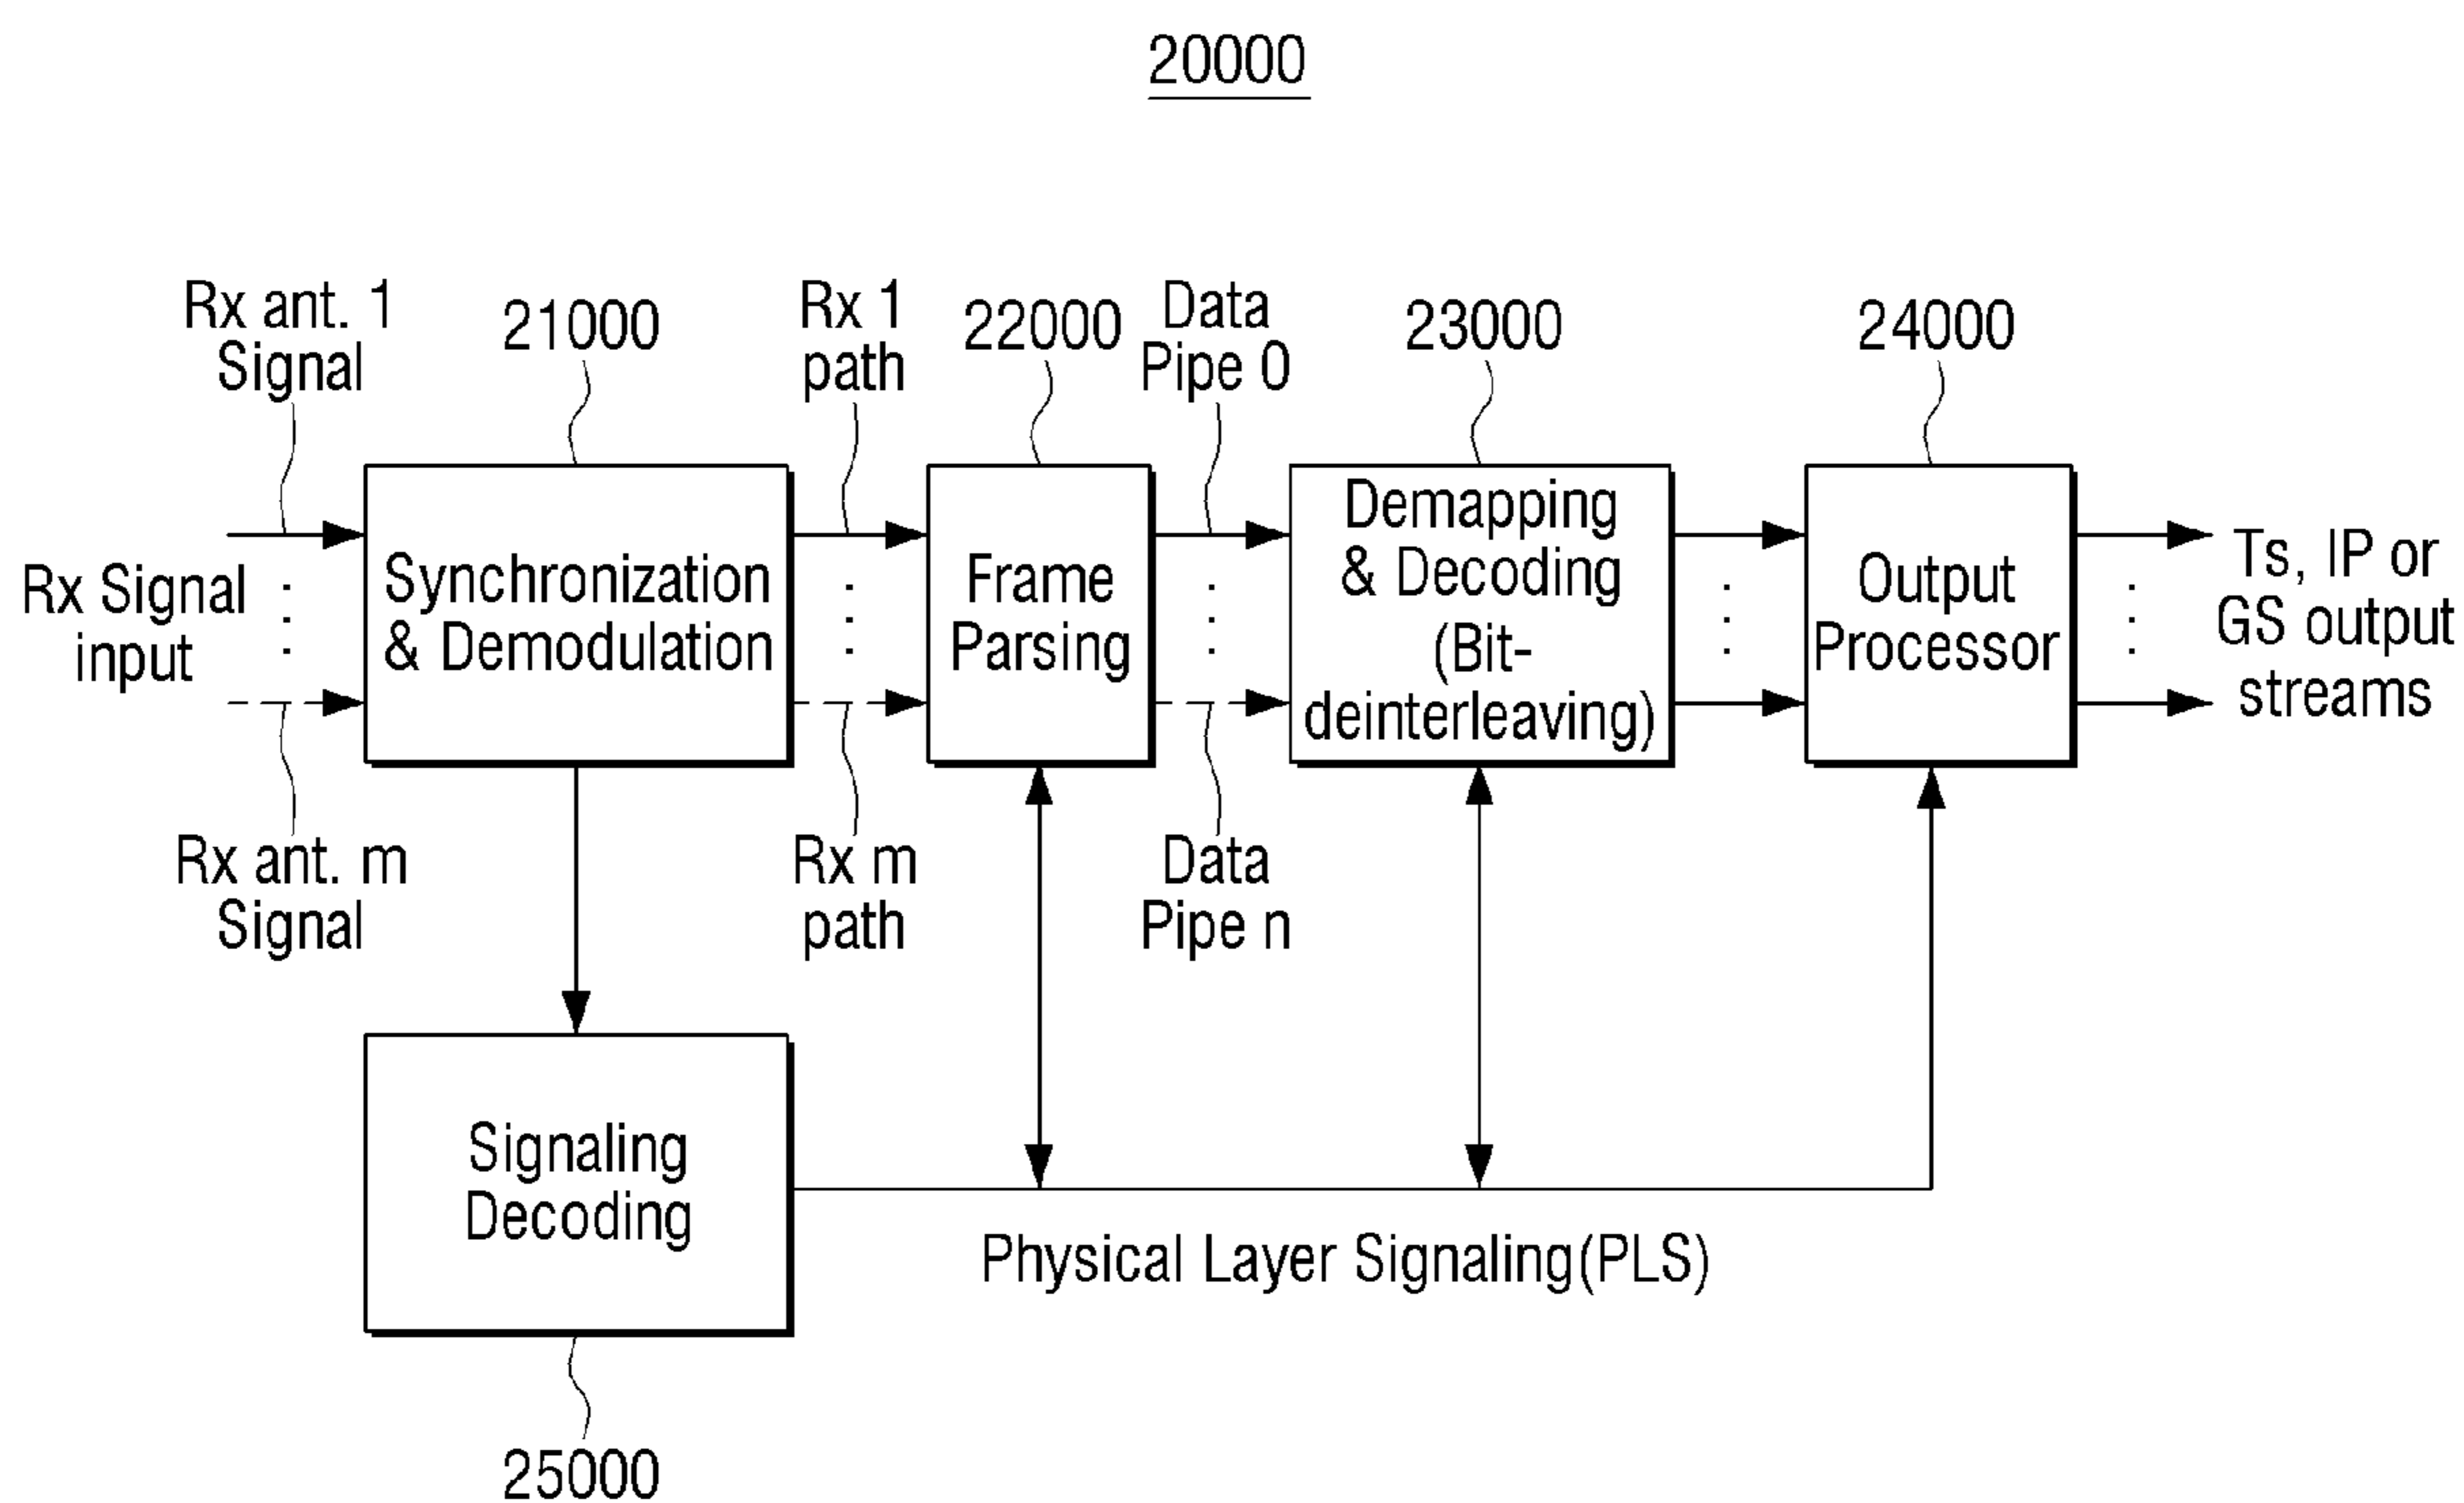 20000
Rx ant. 1
Signal
21000
Rx 1
path
22000
Data
Pipe 0
23000
24000
Rx Signal
input
Synchronization
& Demodulation
Frame
Parsing
Demapping
& Decoding
(Bit-
deinterleaving)
Output
Processor
Ts, IP or
GS output
streams
Rx ant. m
Signal
Rx m
path
Data
Pipe n
Signaling
Decoding
Physical Layer Signaling(PLS)
25000